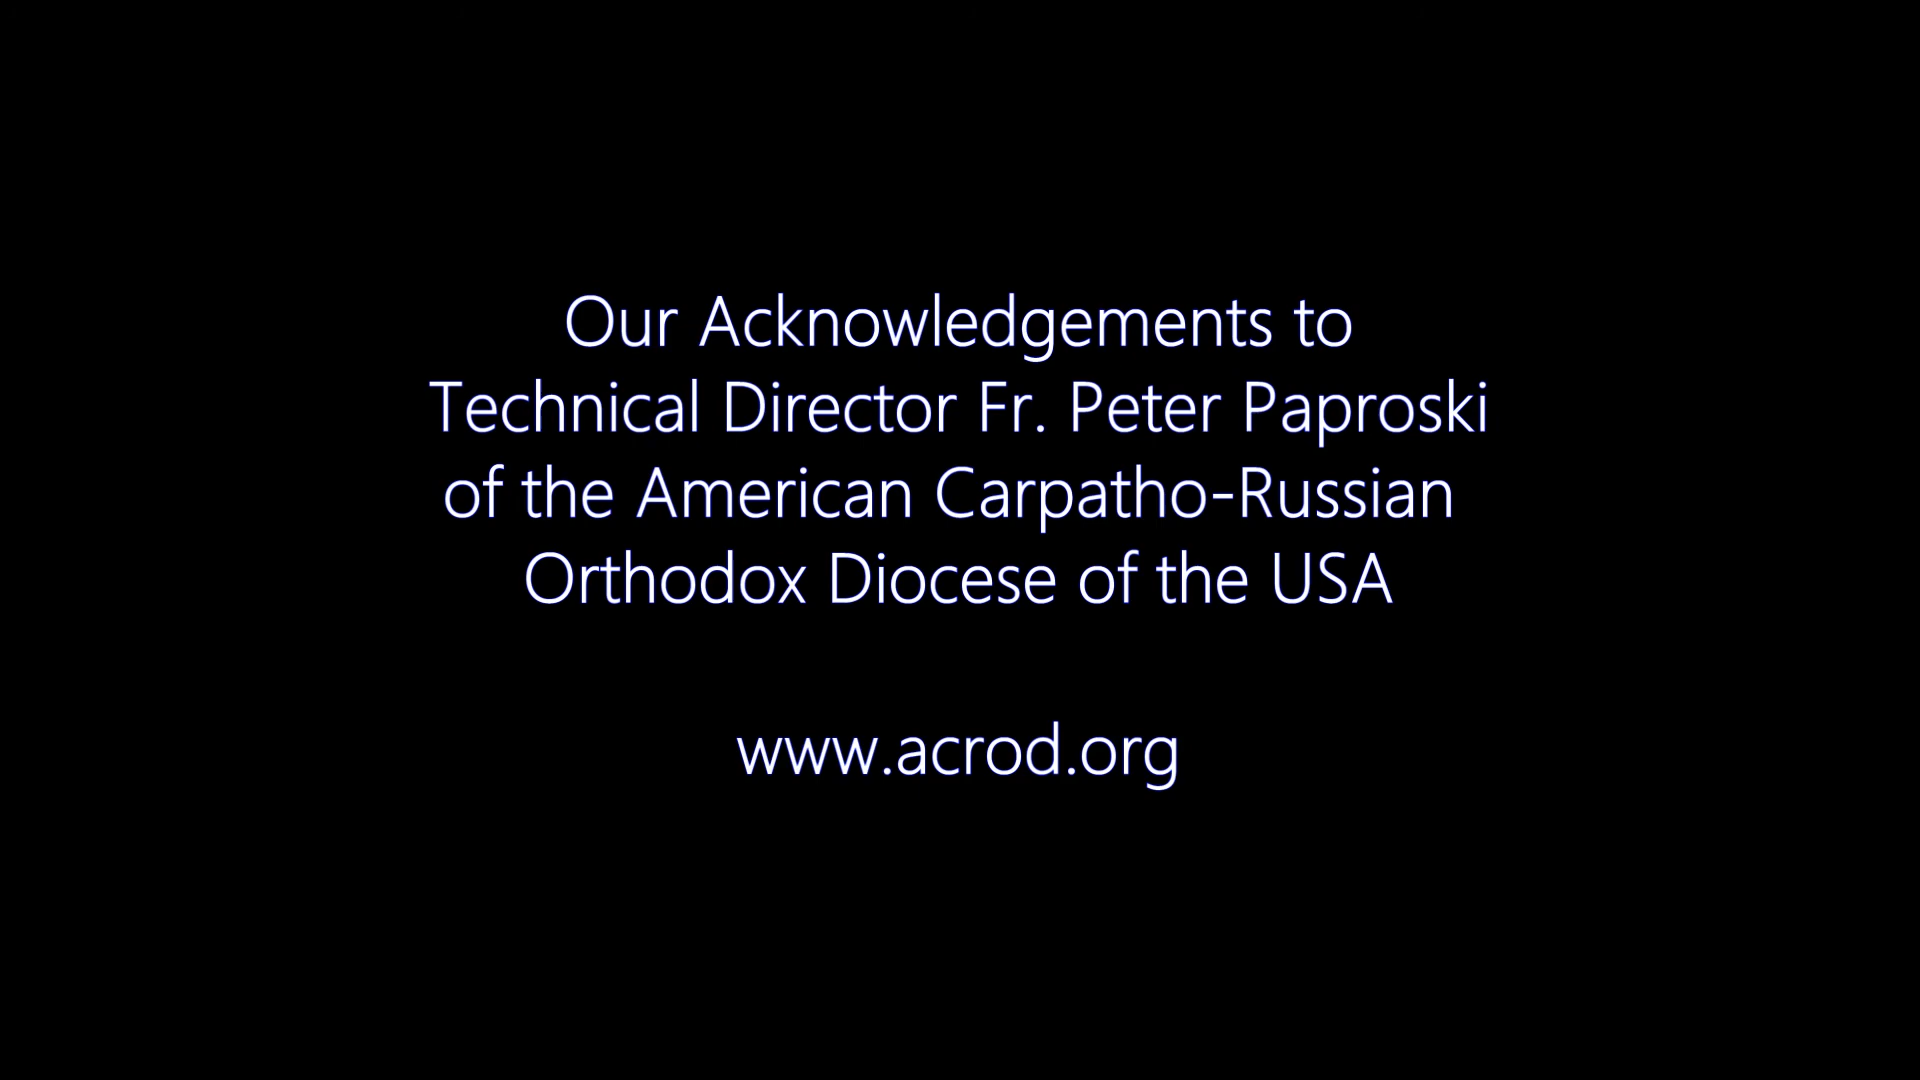 Our Acknowledgements to
Technical Director Fr. Peter Paproski
of the American Carpatho-Russian
Orthodox Diocese of the USA
www.acrod.org